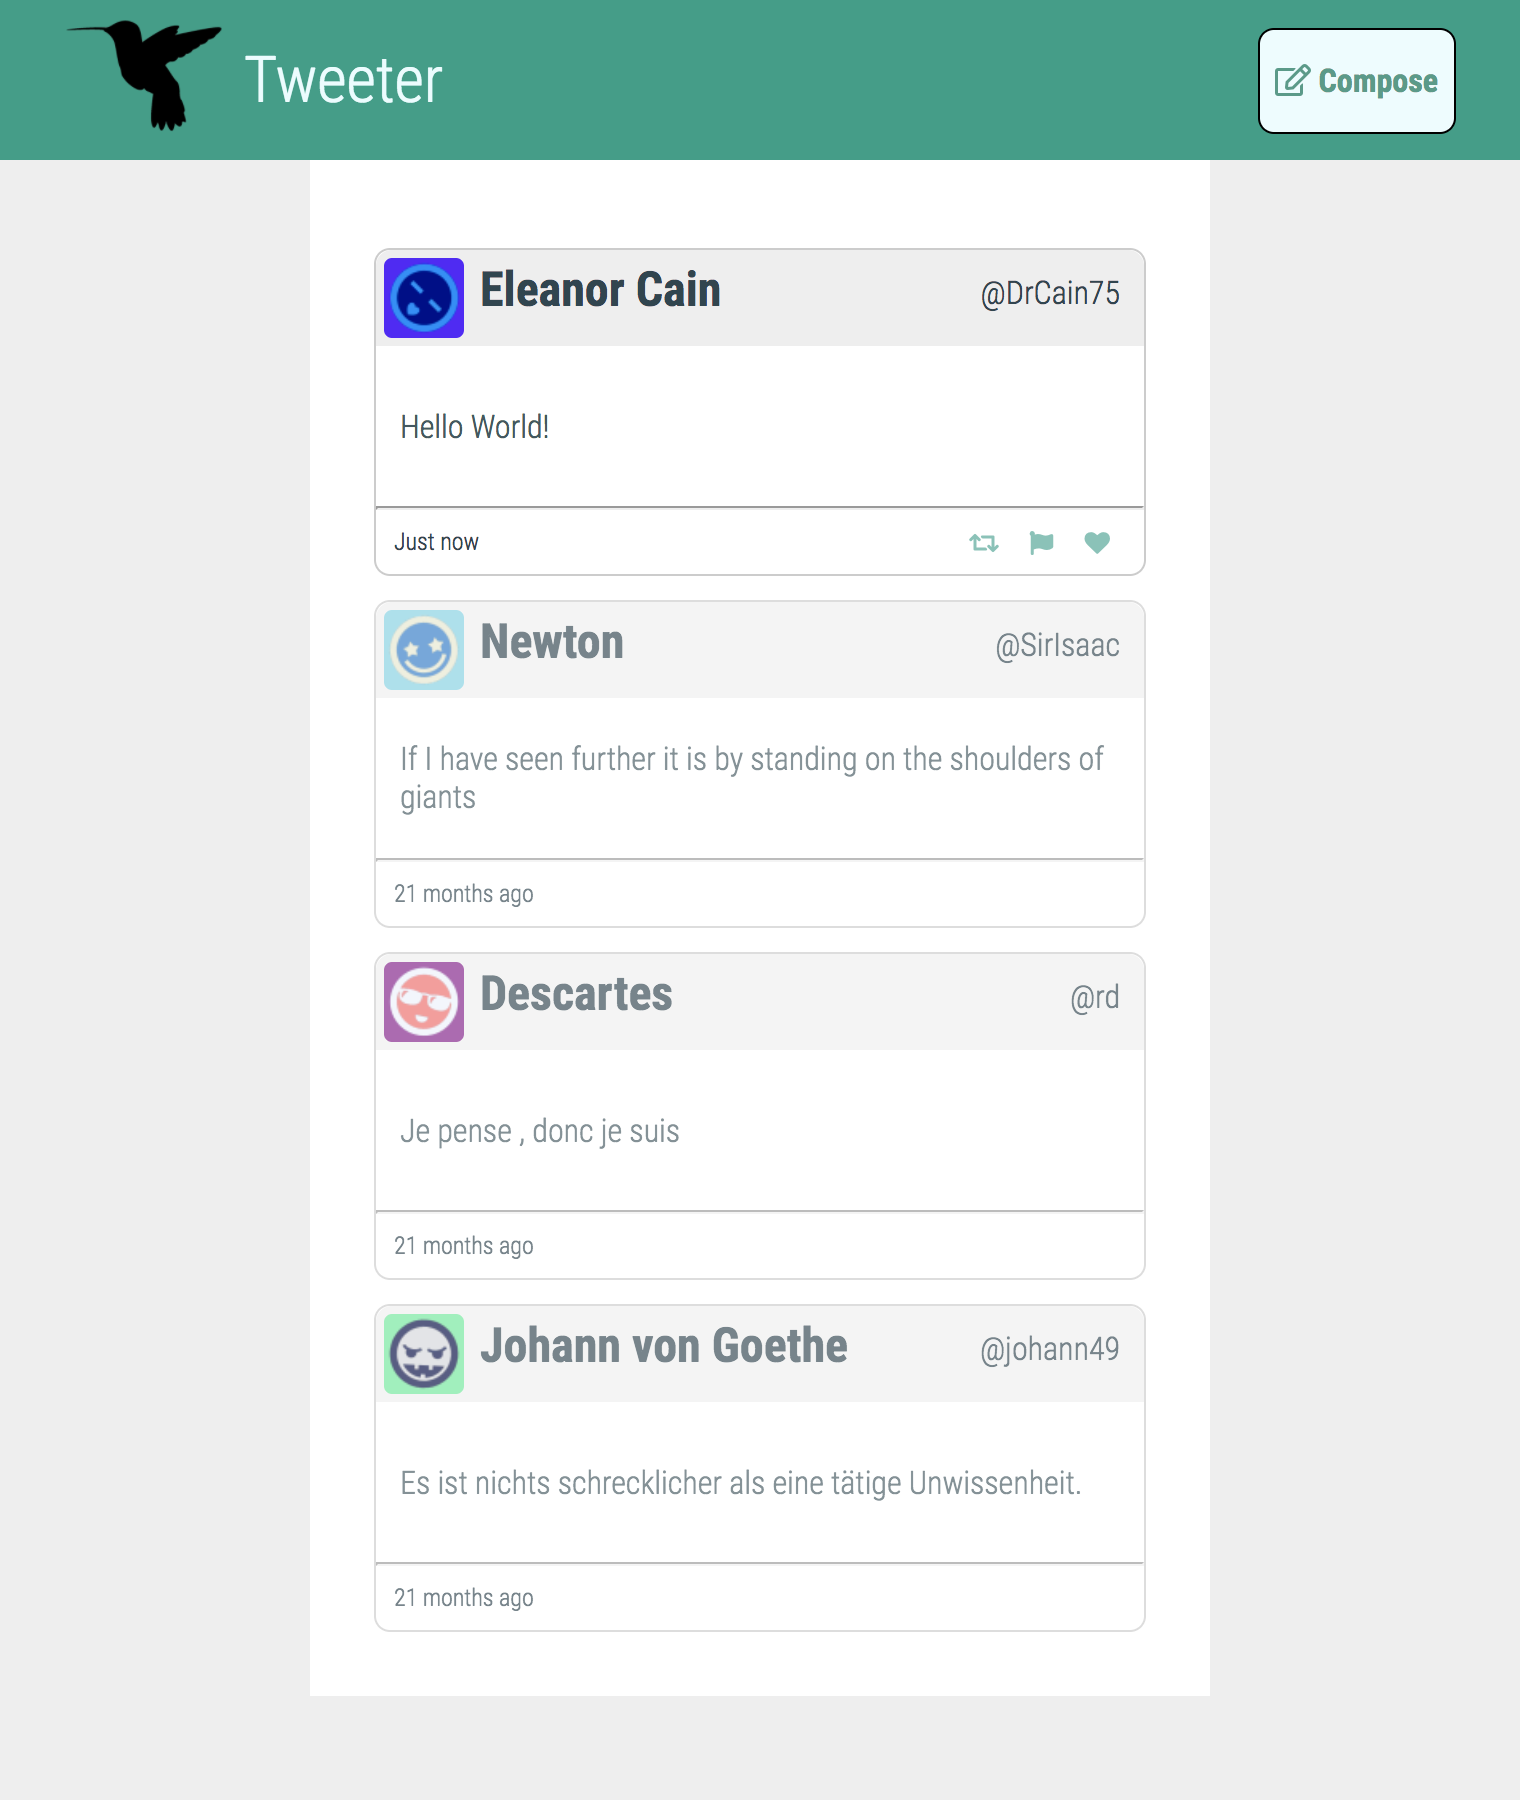 Tweeter
Compose
Eleanor Cain
@DrCain75
Hello World!
Just now
Newton
@SirIsaac
If I have seen further it is by standing on the shoulders of
giants
21 months ago
Descartes
@rd
Je pense , donc je suis
21 months ago
Johann von Goethe
@johann49
Es ist nichts schrecklicher als eine tätige Unwissenheit.
21 months ago